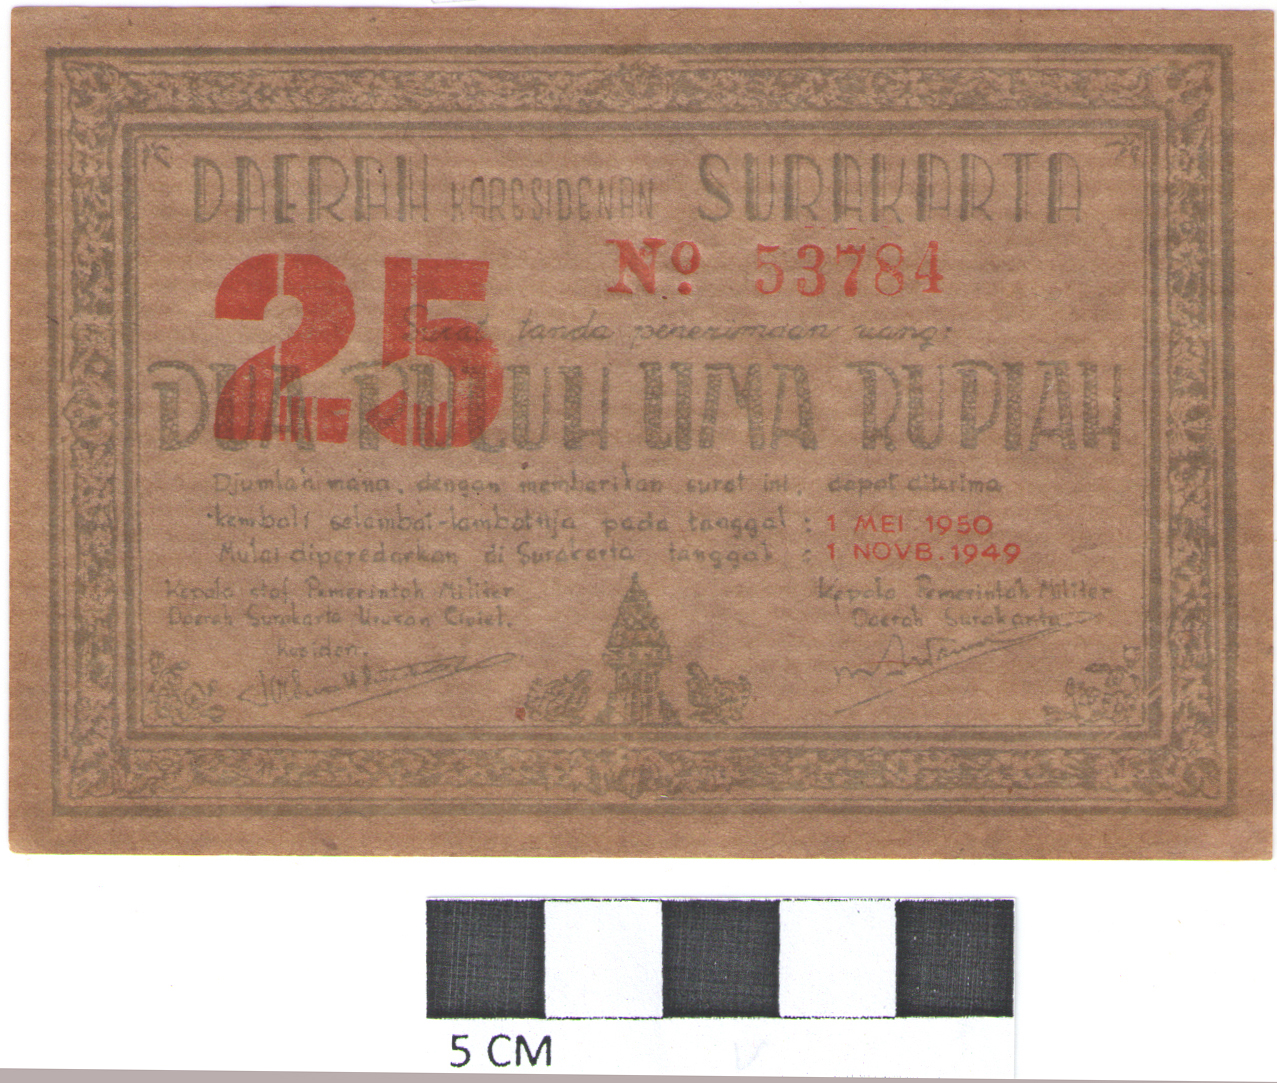 DAERAH KARESIDENAN SURAKARTA
No. 53784
25
Surat tanda penerimaan uang:
DUA PULUH LIMA RUPIAH
Djumlah mana, dengan memberikan surat ini, dapat diterima
kembali selambat-lambatnja pada tanggal : 1 MEI 1950
Mulai diperedarkan di Surakarta tanggal : 1 NOVB. 1949
Kepala staf Pemerintah Militer
Daerah Surakarta Urusan Civiel.
Kepala Pemerintah Militer
Daerah Surakarta.
5 CM